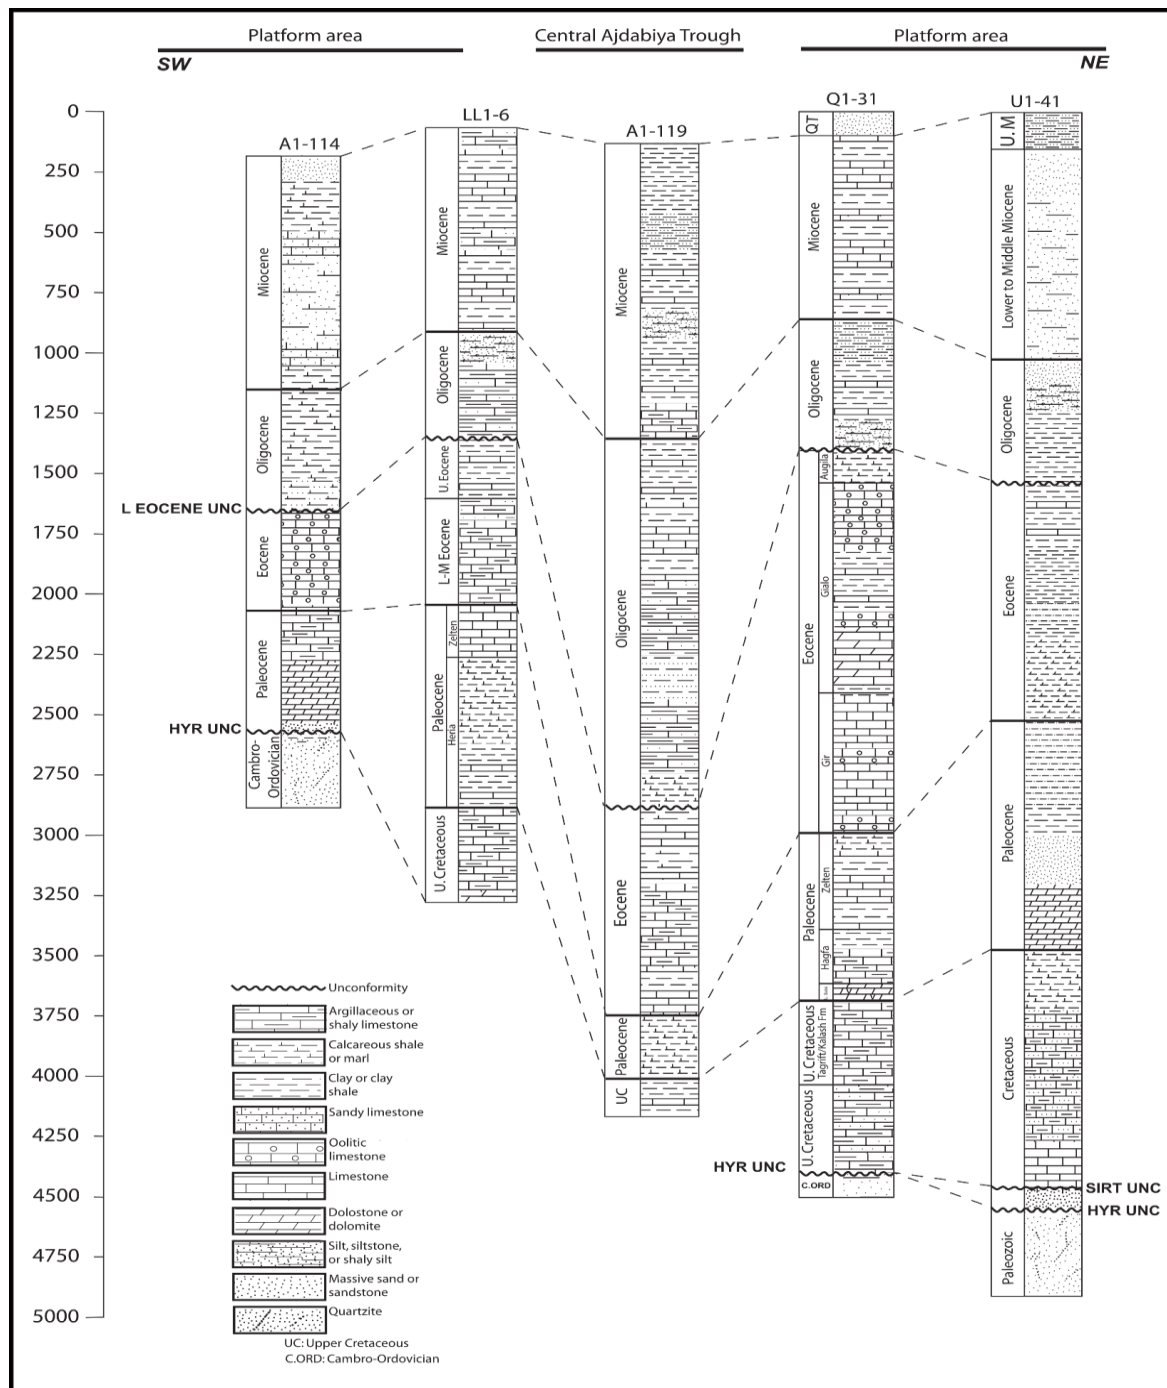 Platform area
Central Ajdabiya Trough
Platform area
SW
NE
A1-114
LL1-6
A1-119
Q1-31
U1-41
0
250
500
750
1000
1250
1500
1750
2000
2250
2500
2750
3000
3250
3500
3750
4000
4250
4500
4750
5000
Miocene
Oligocene
L EOCENE UNC
Eocene
Paleocene
HYR UNC
Cambro-
Ordovician
Miocene
Oligocene
U. Eocene
L-M Eocene
Paleocene
Zelten
Heria
U. Cretaceous
Miocene
Oligocene
Eocene
Paleocene
UC
QT
Miocene
Oligocene
Augila
Eocene
Gialo
Gir
Paleocene
Zelten
Hagfa
U. Cretaceous
Tagrift/Kalash Fm
U. Cretaceous
HYR UNC
C.ORD
U. M
Lower to Middle Miocene
Oligocene
Eocene
Paleocene
Cretaceous
SIRT UNC
HYR UNC
Paleozoic
Unconformity
Argillaceous or
shaly limestone
Calcareous shale
or marl
Clay or clay
shale
Sandy limestone
Oolitic
limestone
Limestone
Dolostone or
dolomite
Silt, siltstone,
or shaly silt
Massive sand or
sandstone
Quartzite
UC: Upper Cretaceous
C.ORD: Cambro-Ordovician